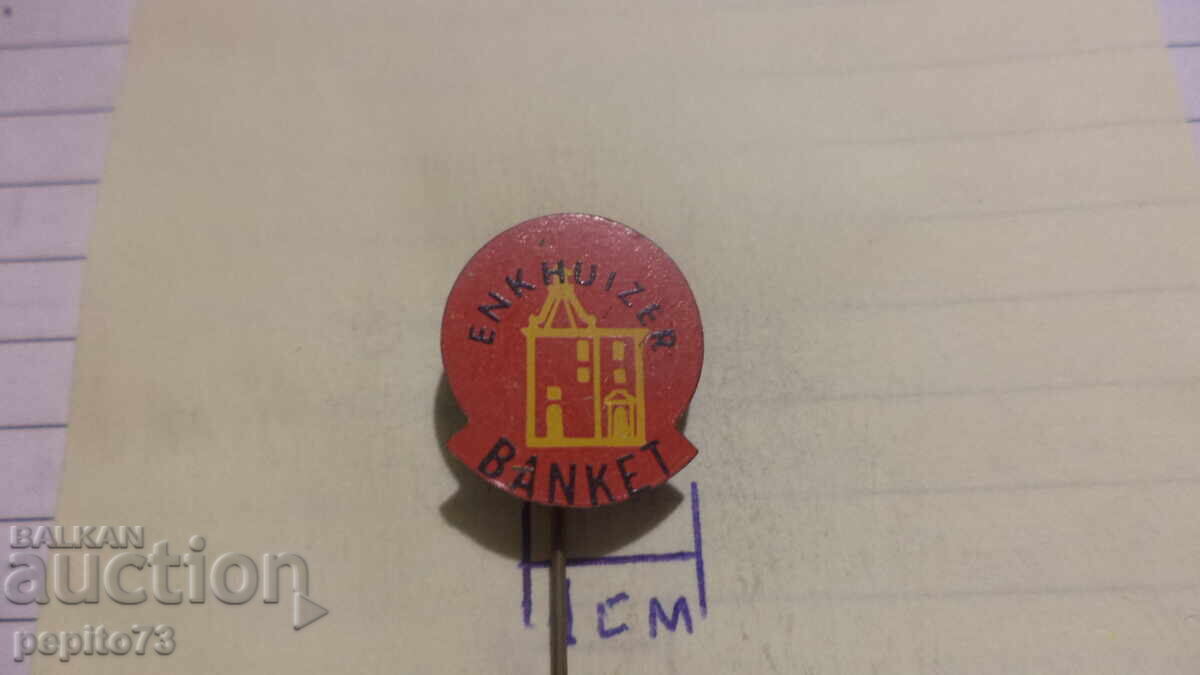 ENKHUIZER
BANKET
1 CM
BALKAN
auction
pepito73